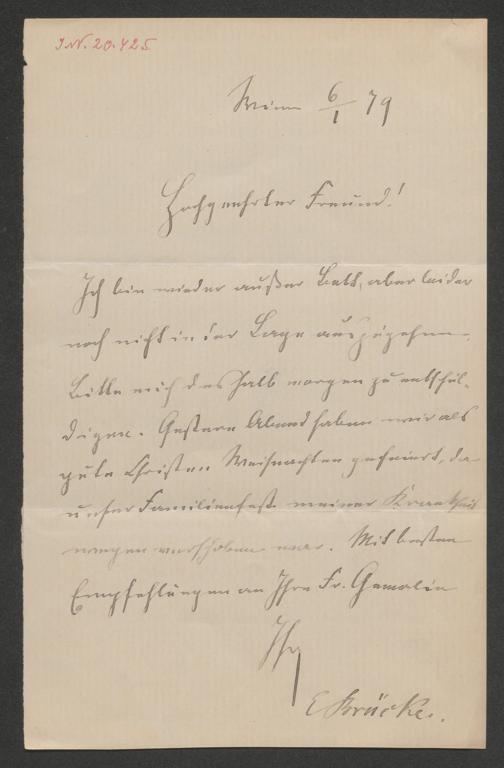 I.N. 20.425
Wien 6/1 79
Hochgeehrter Freund!
Ich bin wieder außer Bett, aber leider
noch nicht in der Lage auszugehen.
Bitte mich deshalb morgen zu entschul-
digen. Gestern Abend haben wir als
gute Christen Weihnachten gefeiert, da
unser Familienfest meiner Krankheit
wegen verschoben war. Mit besten
Empfehlungen an Ihre Fr. Gemalin
Ihr
E Brücke.